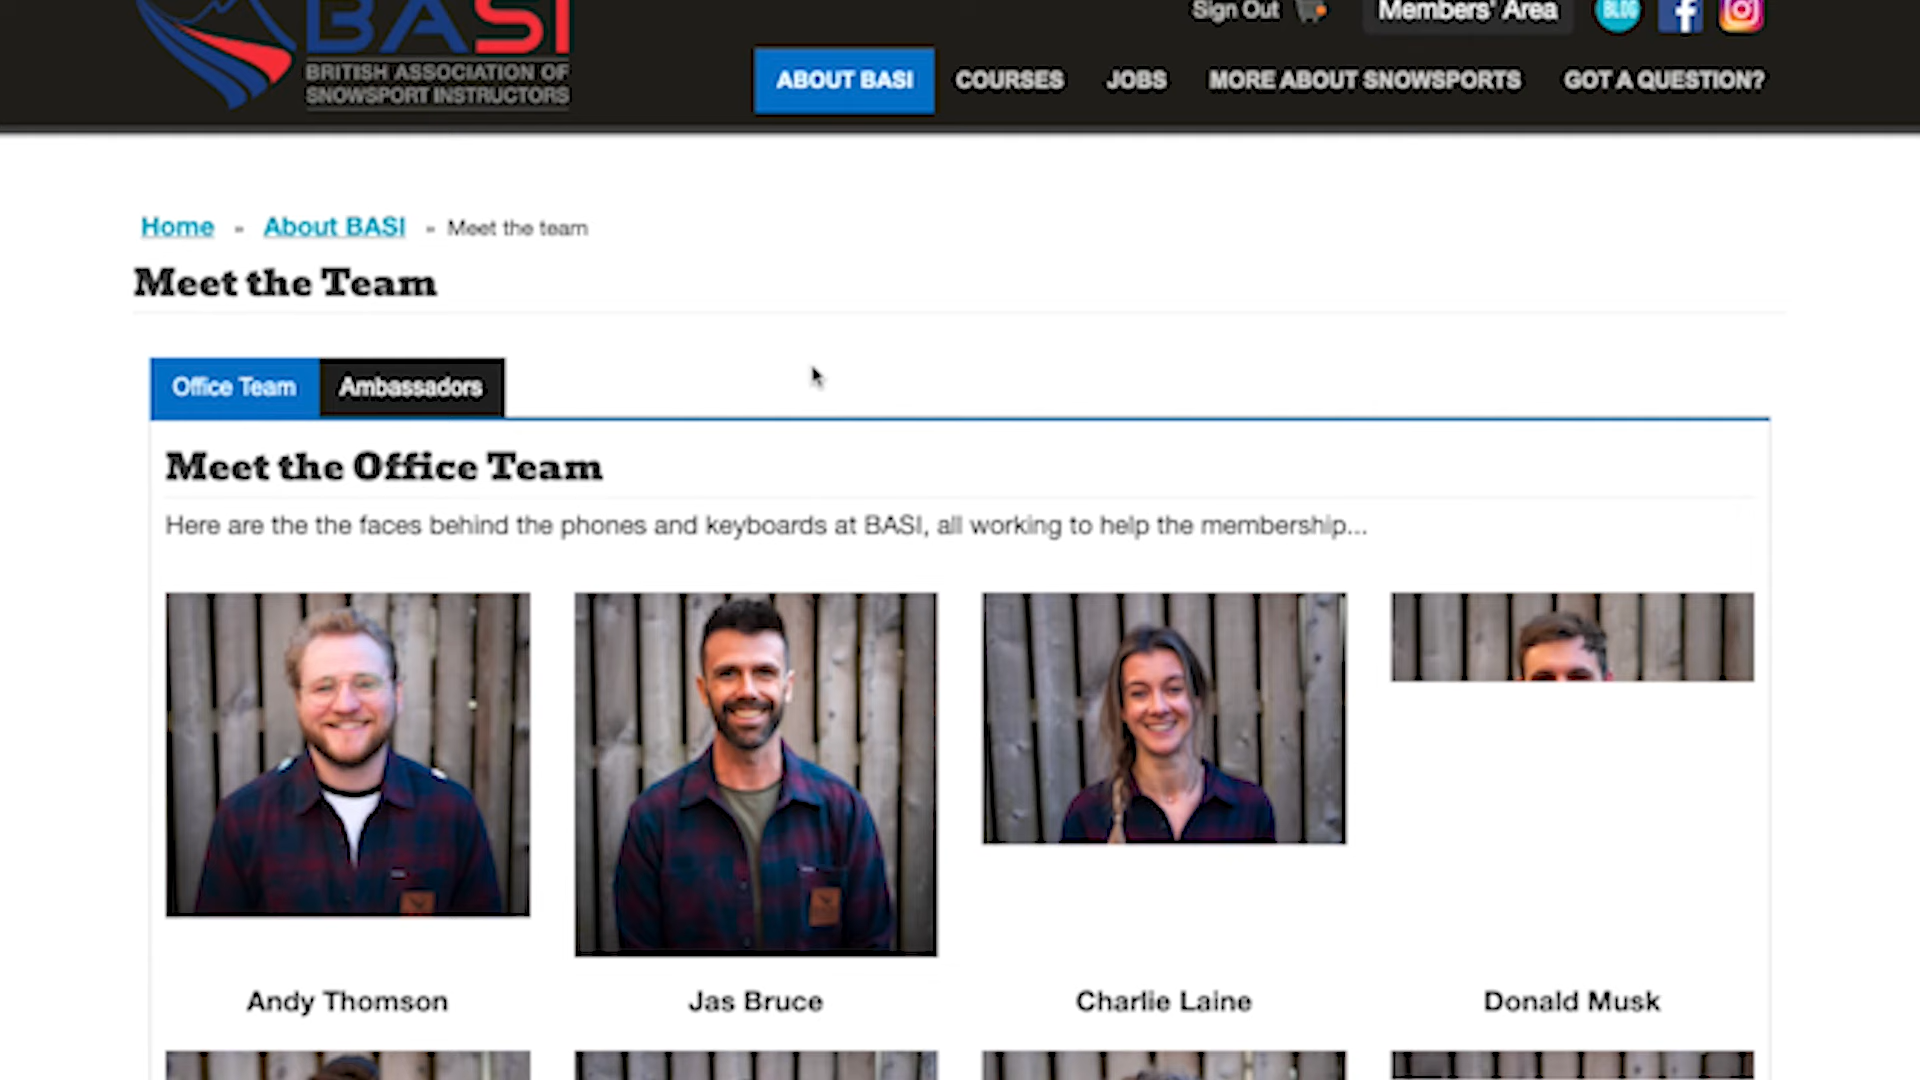 BASI
BRITISH ASSOCIATION OF
SNOWSPORT INSTRUCTORS
Sign Out
Members' Area
BLOG
ABOUT BASI
COURSES
JOBS
MORE ABOUT SNOWSPORTS
GOT A QUESTION?
Home » About BASI » Meet the team
Meet the Team
Office Team
Ambassadors
Meet the Office Team
Here are the the faces behind the phones and keyboards at BASI, all working to help the membership...
Andy Thomson
Jas Bruce
Charlie Laine
Donald Musk